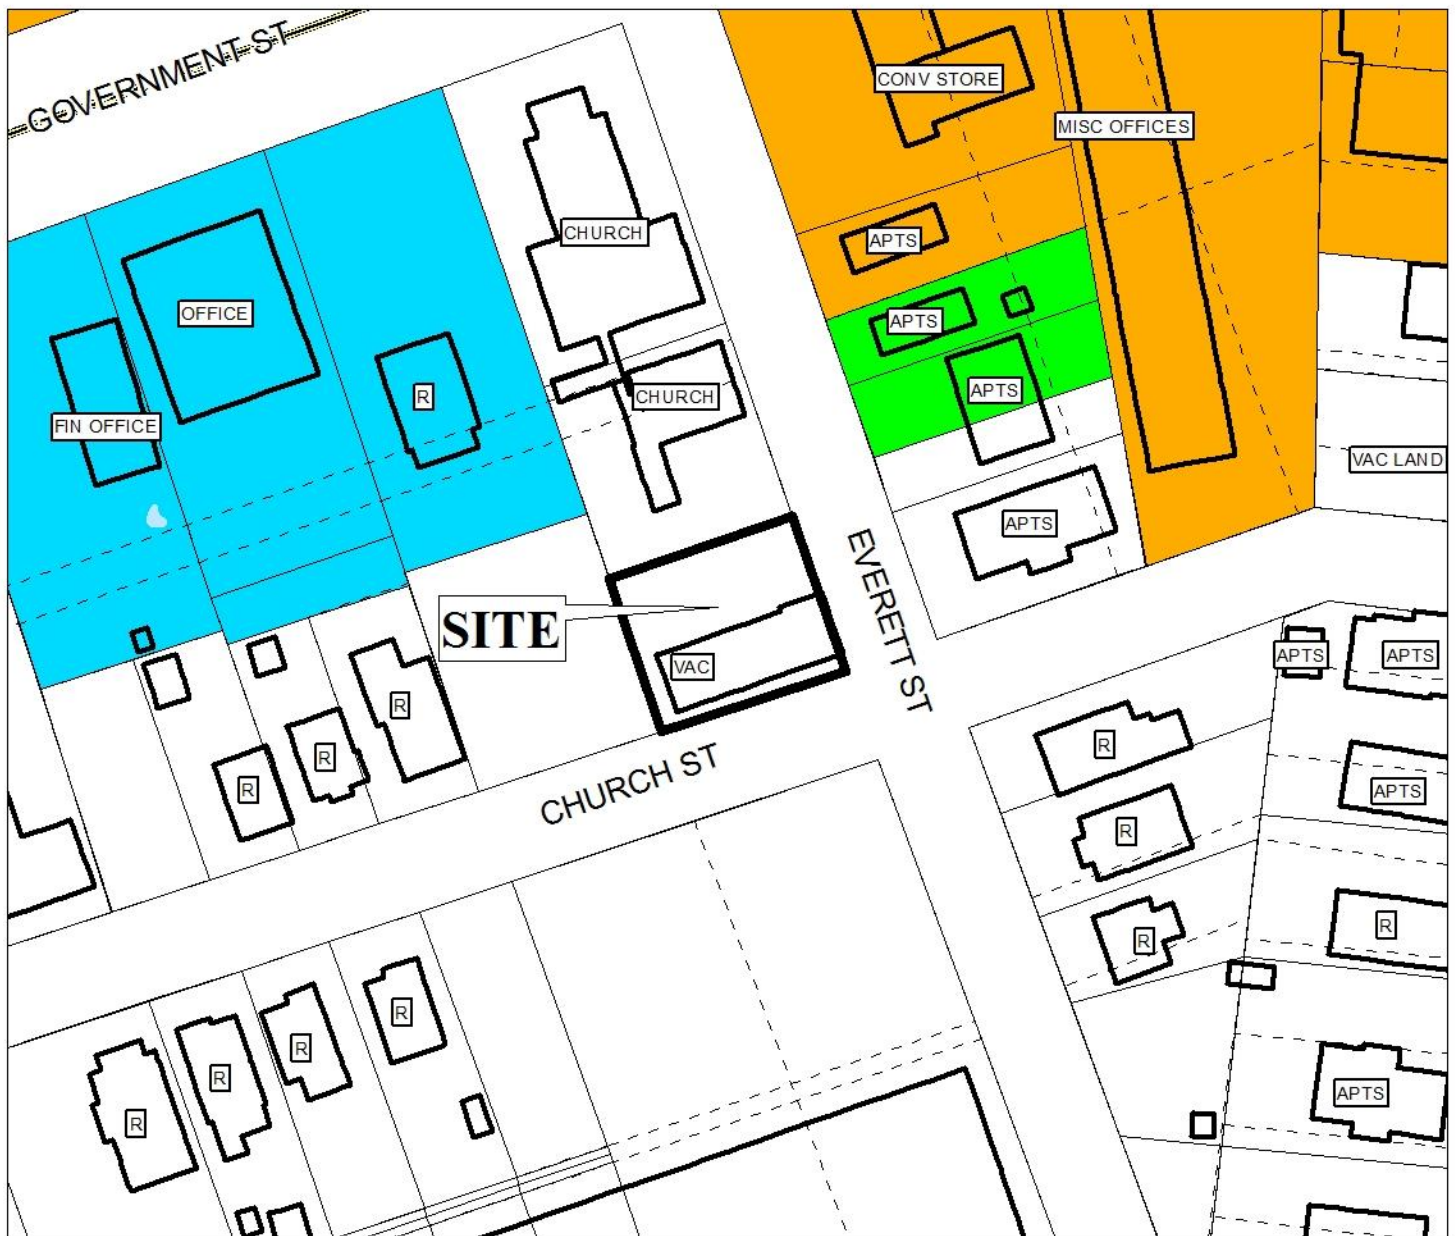 GOVERNMENT ST
CONV STORE
MISC OFFICES
CHURCH
APTS
OFFICE
APTS
R
CHURCH
APTS
FIN OFFICE
VAC LAND
APTS
EVERETT ST
SITE
VAC
APTS
APTS
R
R
R
R
CHURCH ST
APTS
R
R
R
R
R
R
R
APTS